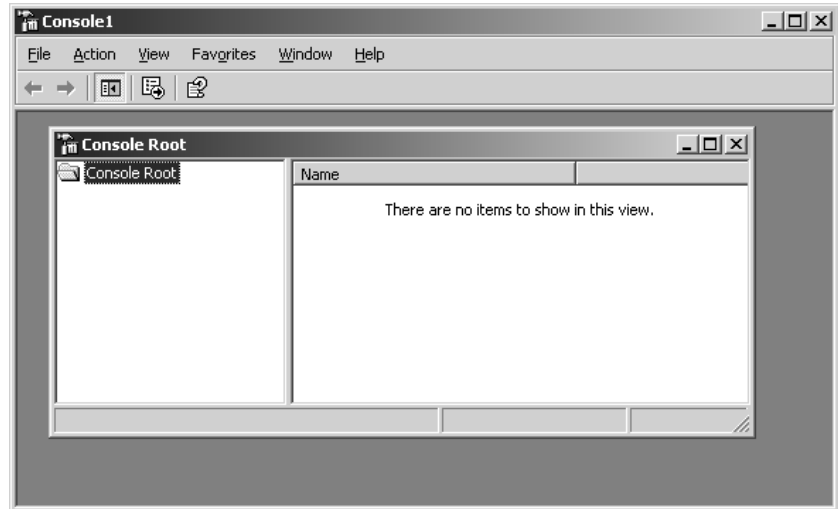 Console1
File Action View Favorites Window Help
Console Root
Console Root
Name
There are no items to show in this view.